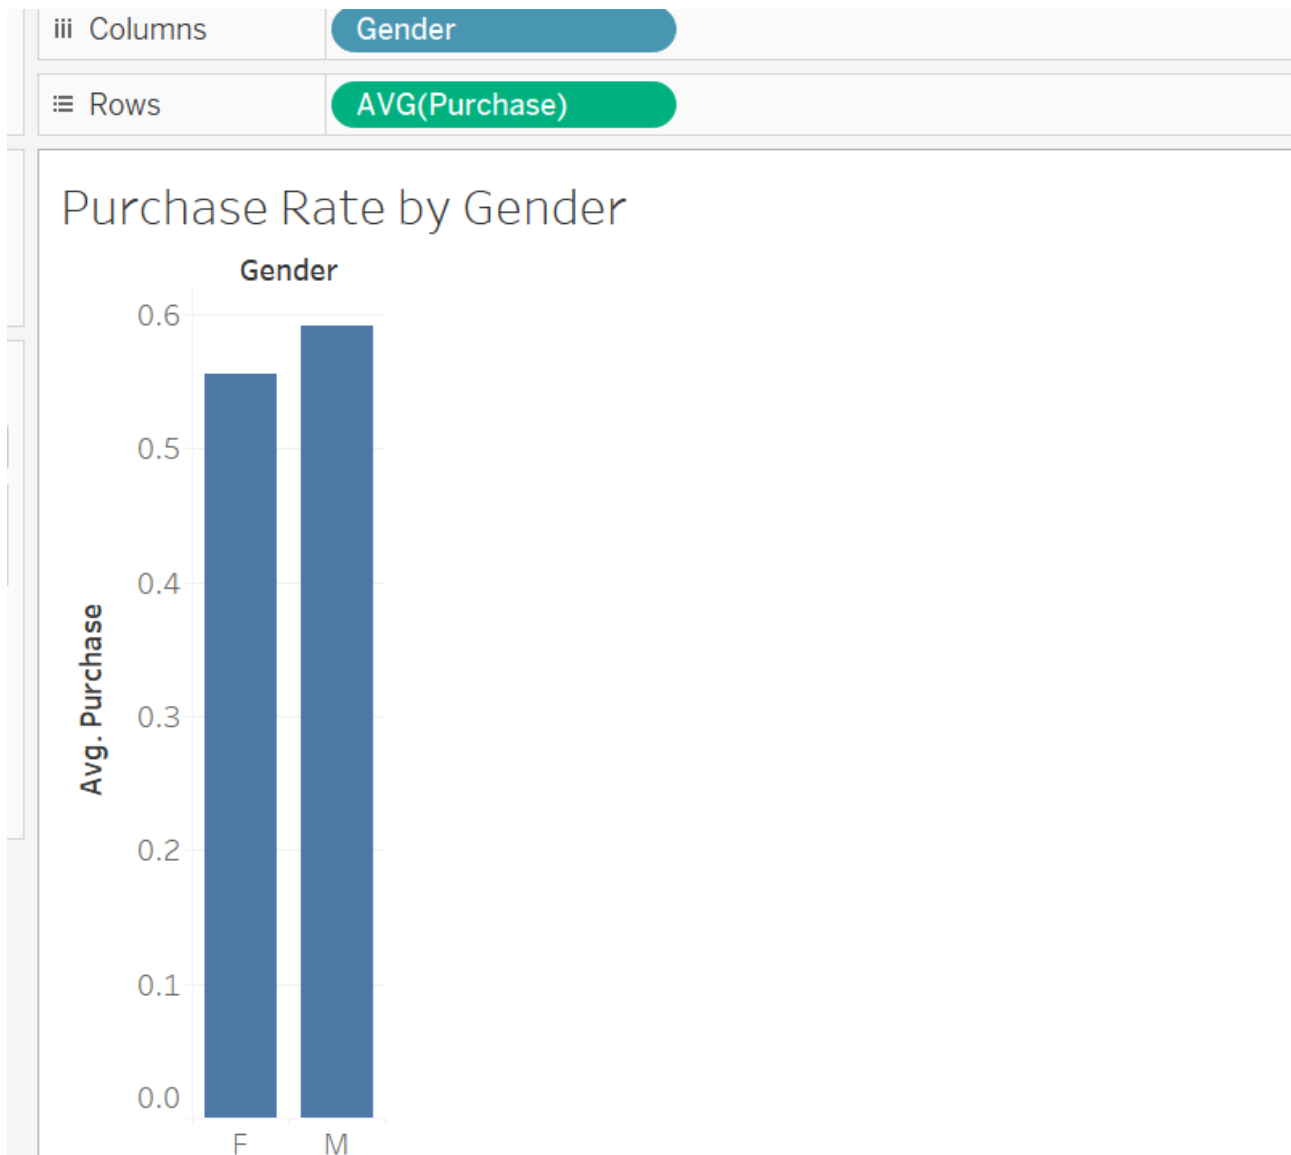 Columns
Gender
Rows
AVG(Purchase)
Purchase Rate by Gender
Gender
0.6
0.5
0.4
0.3
0.2
0.1
0.0
Avg. Purchase
F
M